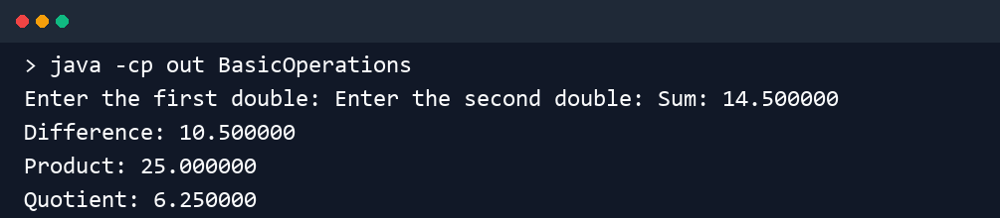 > java -cp out BasicOperations
Enter the first double: Enter the second double: Sum: 14.500000
Difference: 10.500000
Product: 25.000000
Quotient: 6.250000